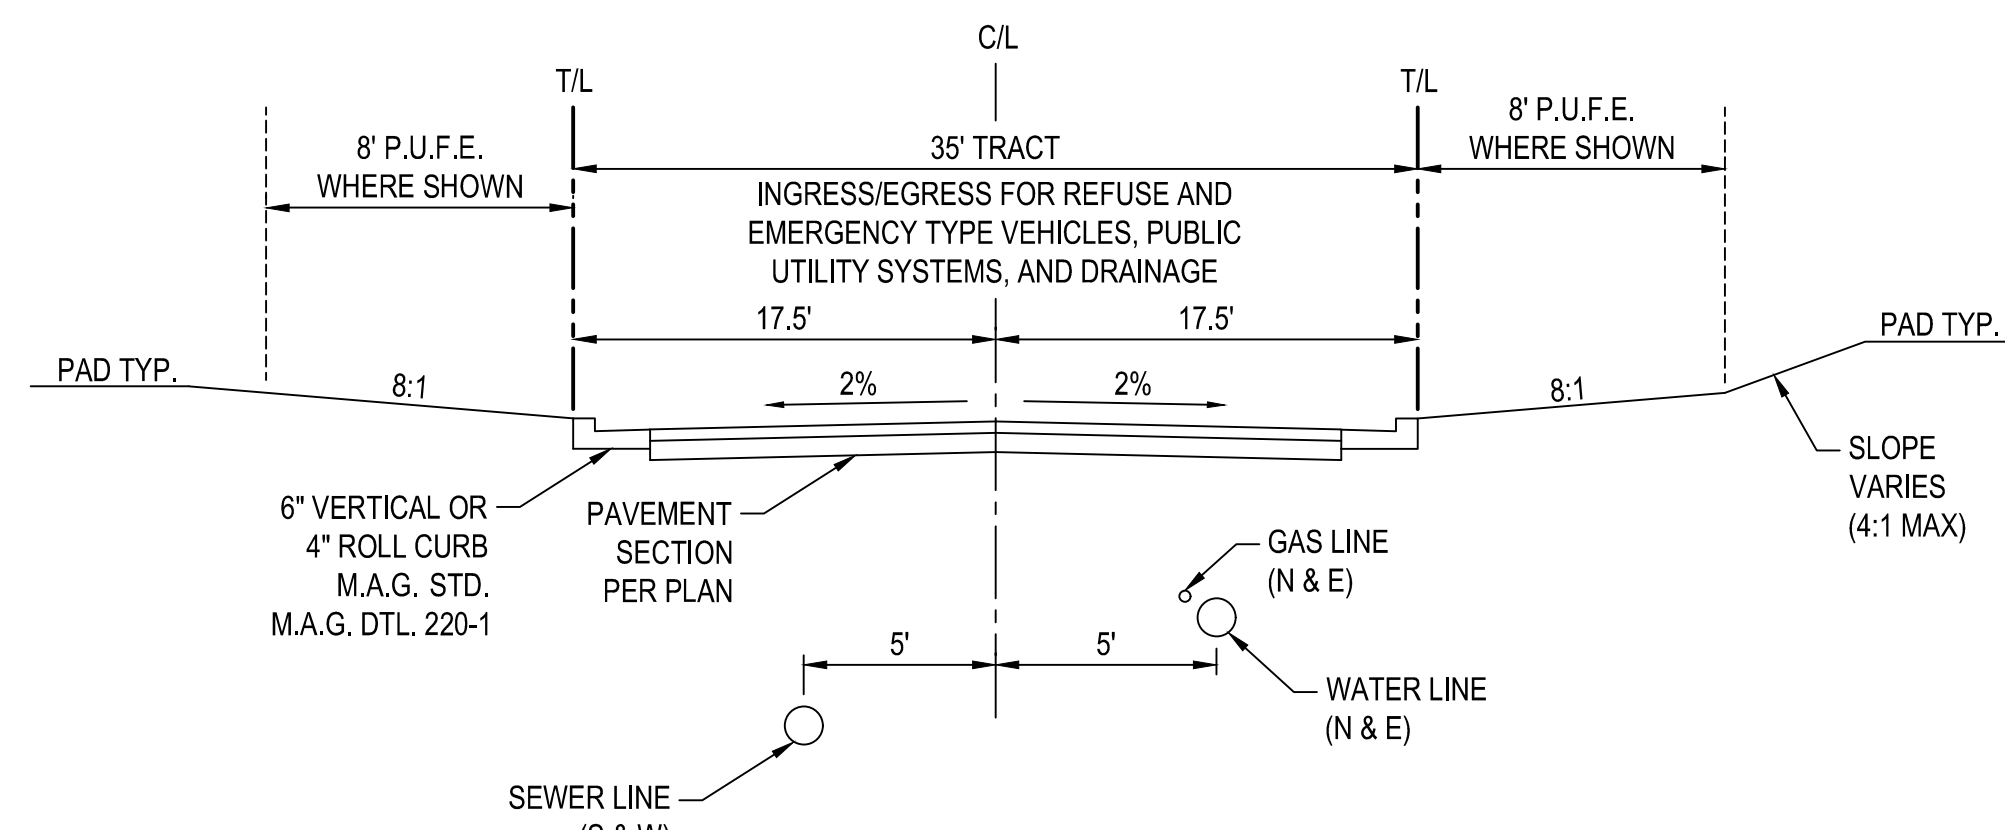 C/L
T/L
T/L
8' P.U.F.E.
WHERE SHOWN
35' TRACT
8' P.U.F.E.
WHERE SHOWN
INGRESS/EGRESS FOR REFUSE AND
EMERGENCY TYPE VEHICLES, PUBLIC
UTILITY SYSTEMS, AND DRAINAGE
17.5'
17.5'
PAD TYP.
PAD TYP.
8:1
2%
2%
8:1
SLOPE
VARIES
(4:1 MAX)
6" VERTICAL OR
4" ROLL CURB
M.A.G. STD.
M.A.G. DTL. 220-1
PAVEMENT
SECTION
PER PLAN
GAS LINE
(N & E)
5'
5'
WATER LINE
(N & E)
SEWER LINE
(S & W)